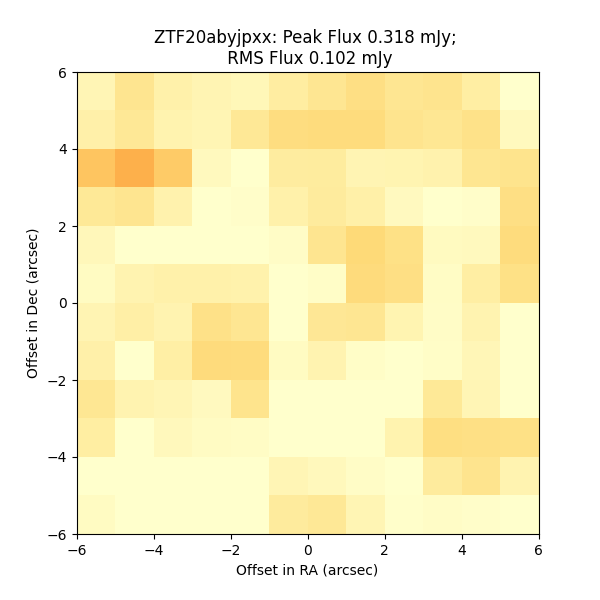 ZTF20abyjpxx: Peak Flux 0.318 mJy;
RMS Flux 0.102 mJy
6
4
2
0
−2
−4
−6
Offset in Dec (arcsec)
−6 −4 −2 0 2 4 6
Offset in RA (arcsec)